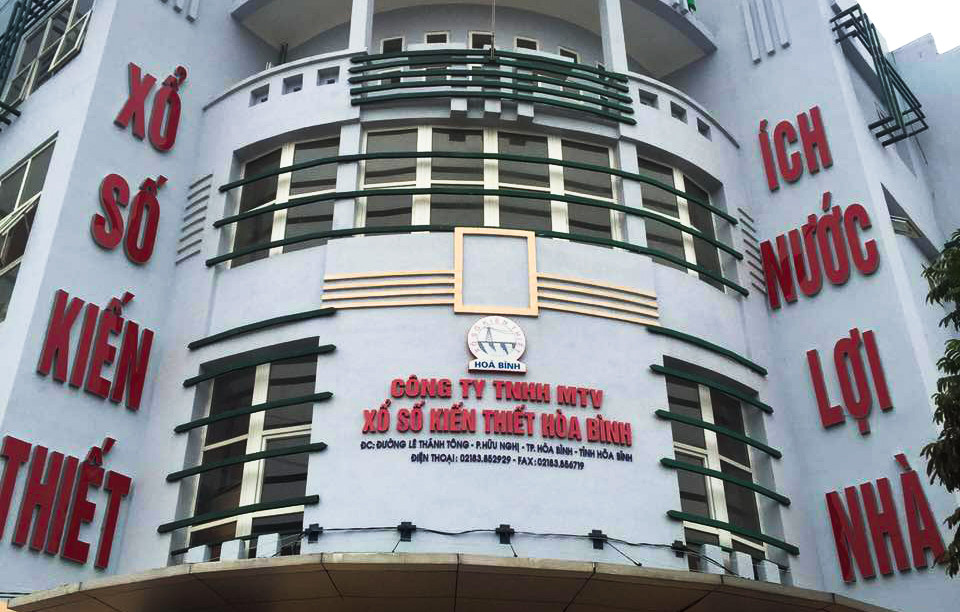 XỔ
SỐ
KIẾN
THIẾT
HOÀ BÌNH
CÔNG TY TNHH MTV
XỔ SỐ KIẾN THIẾT HÒA BÌNH
ĐC: ĐƯỜNG LÊ THÁNH TÔNG - P.HỮU NGHỊ - TP. HÒA BÌNH - TỈNH HÒA BÌNH
ĐIỆN THOẠI : 02183.852929 - FAX : 02183.856719
ÍCH
NƯỚC
LỢI
NHÀ